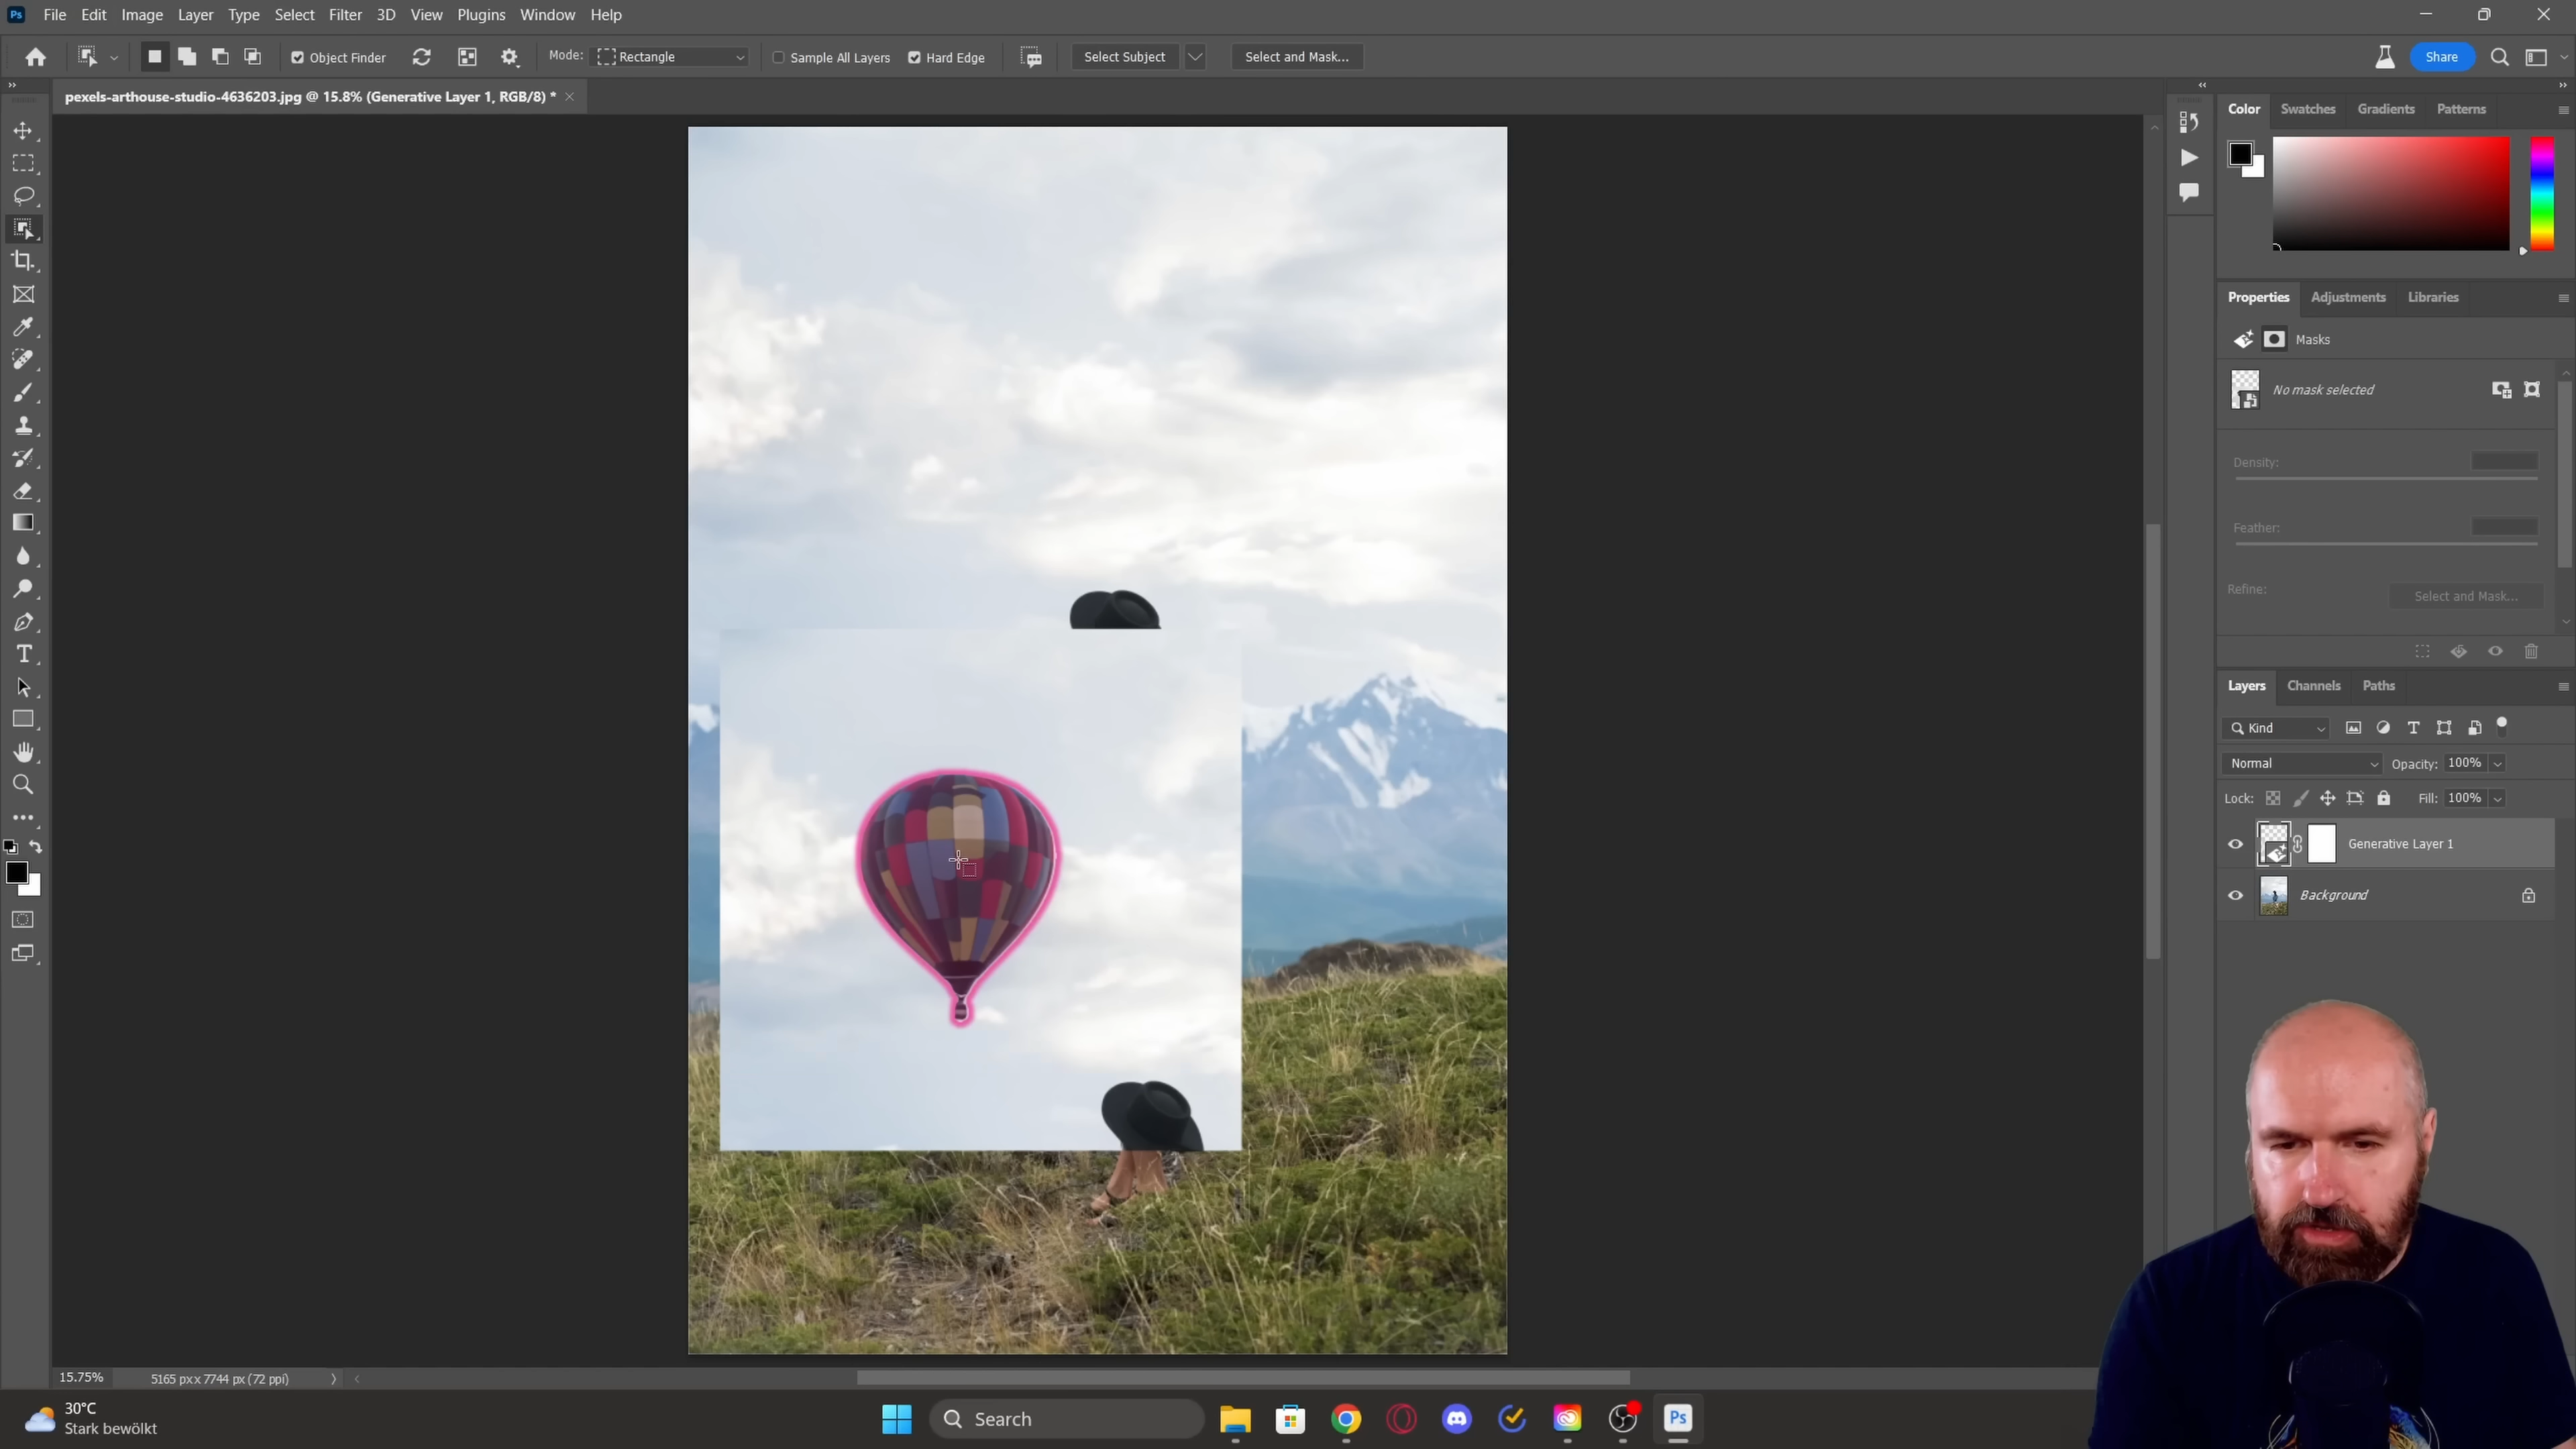 Ps File Edit Image Layer Type Select Filter 3D View Plugins Window Help
Object Finder Mode: Rectangle Sample All Layers Hard Edge Select Subject Select and Mask... Share
pexels-arthouse-studio-4636203.jpg @ 15.8% (Generative Layer 1, RGB/8) *
Color Swatches Gradients Patterns
Properties Adjustments Libraries
Masks
No mask selected
Density:
Feather:
Refine: Select and Mask...
Layers Channels Paths
Kind
Normal Opacity: 100%
Lock: Fill: 100%
Generative Layer 1
Background
15.75% 5165 px x 7744 px (72 ppi)
30°C
Stark bewölkt
Search
Ps